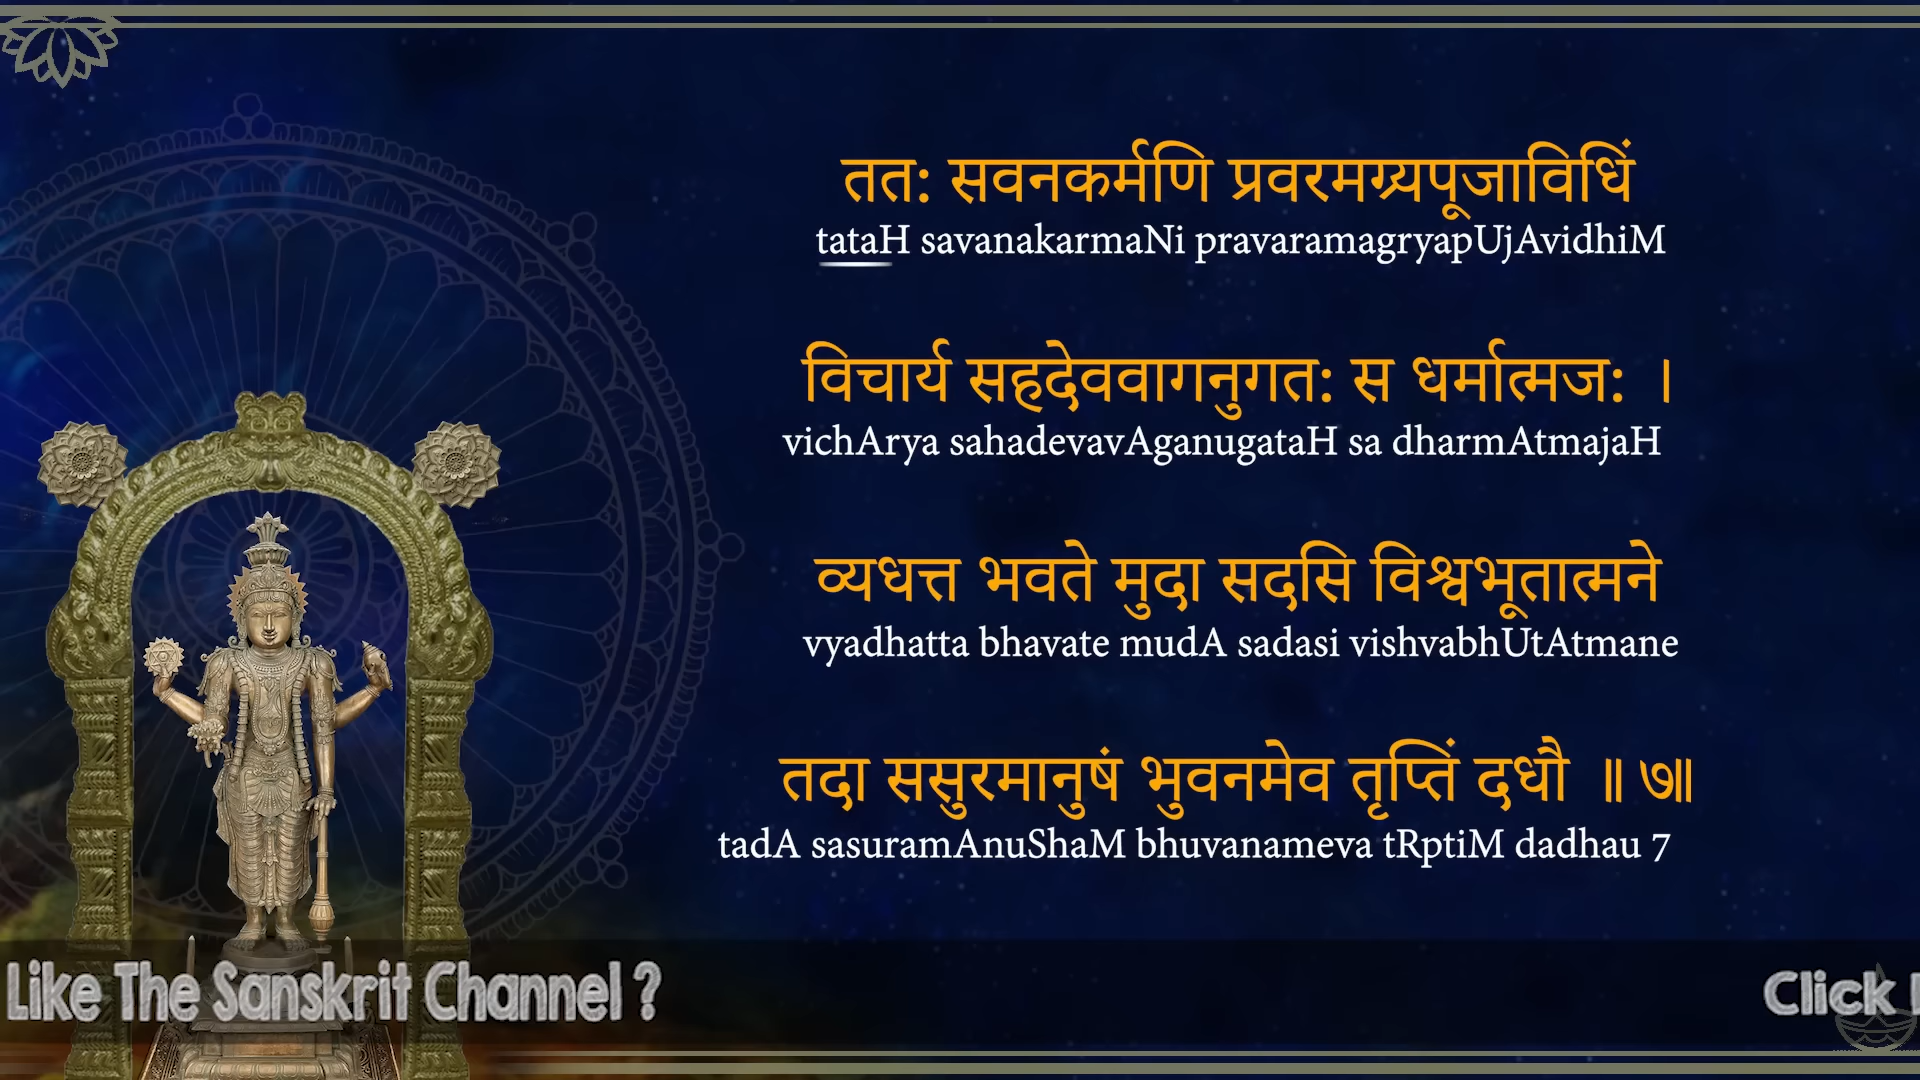 तत: सवनकर्मणि प्रवरमग्र्यपूजाविधिं
tataH savanakarmaNi pravaramagryapUjAvidhiM
विचार्य सहदेववागनुगत: स धर्मात्मज: ।
vichArya sahadevavAganugataH sa dharmAtmajaH
व्यधत्त भवते मुदा सदसि विश्वभूतात्मने
vyadhatta bhavate mudA sadasi vishvabhUtAtmane
तदा ससुरमानुषं भुवनमेव तृप्तिं दधौ ॥ ७॥
tadA sasuramAnuShaM bhuvanameva tRptiM dadhau 7
Like The Sanskrit Channel ? Click